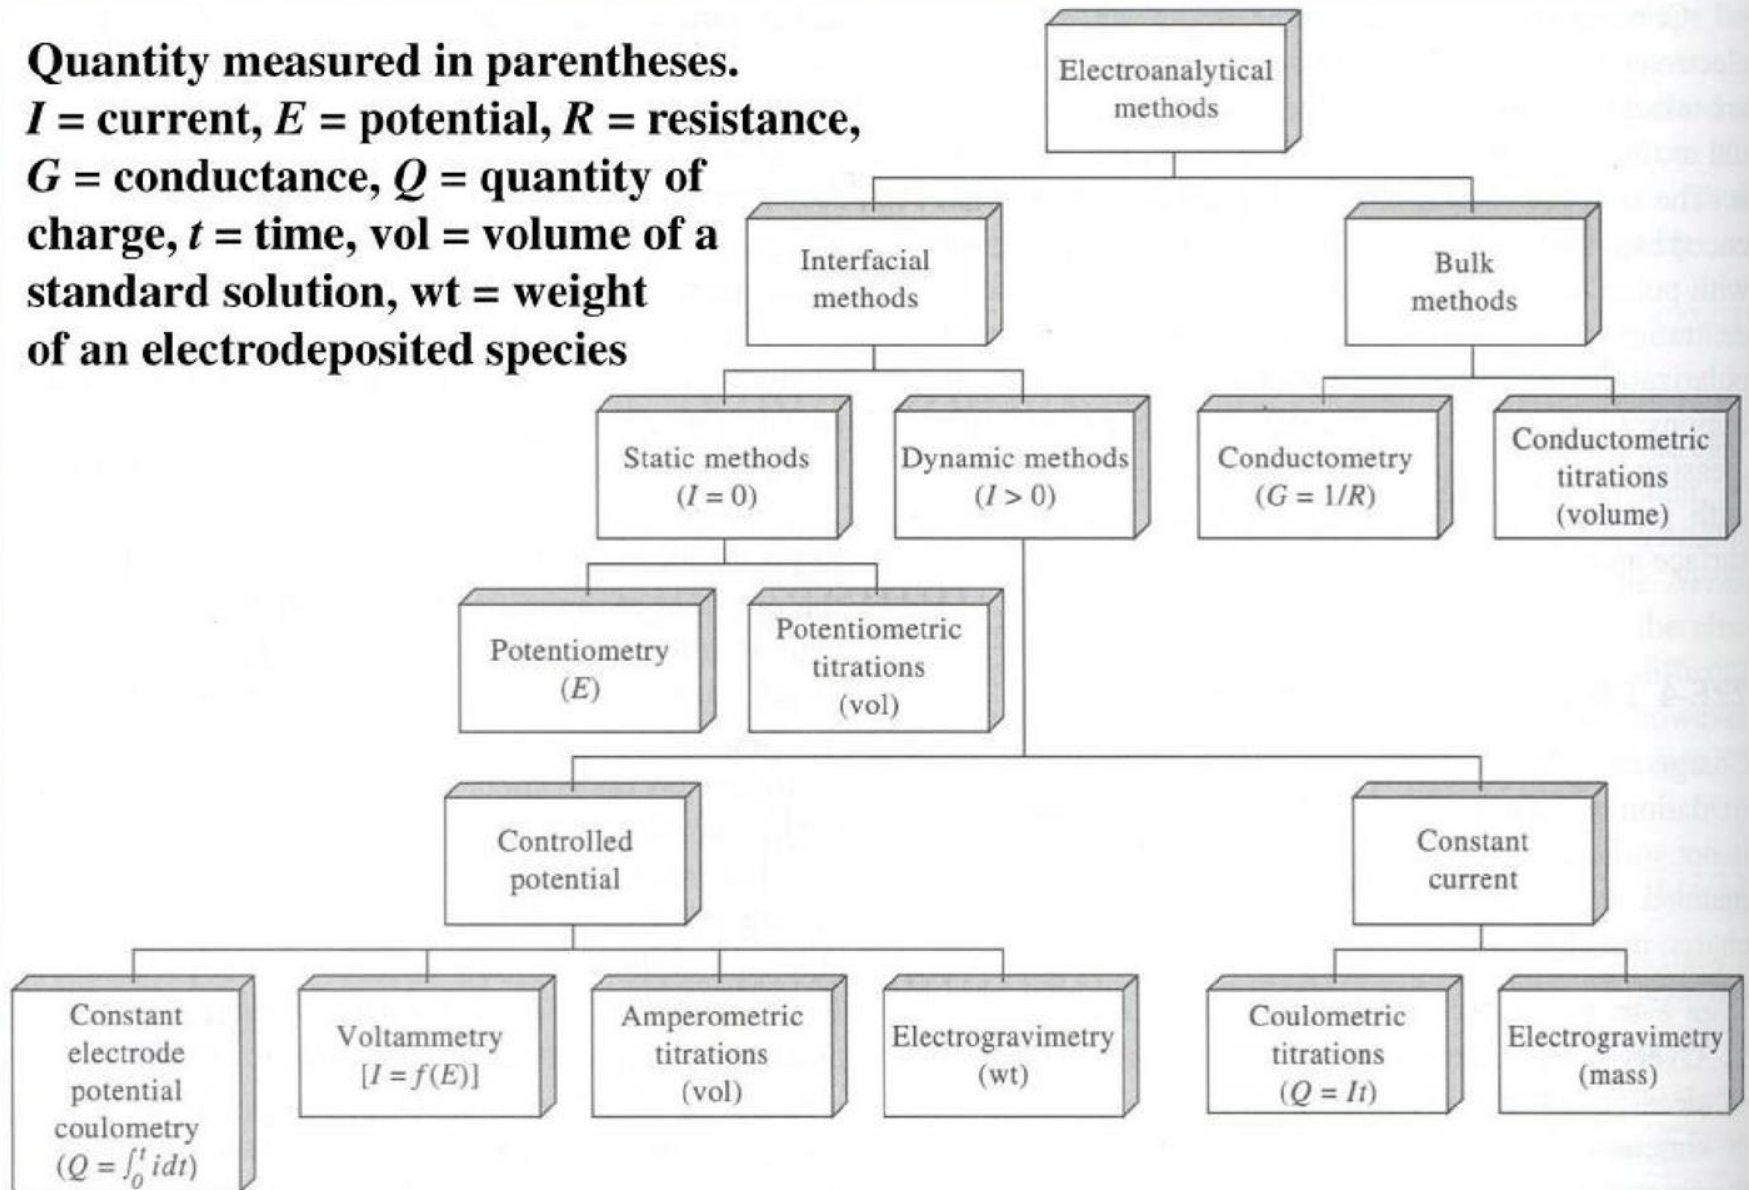 Quantity measured in parentheses.
I = current, E = potential, R = resistance,
G = conductance, Q = quantity of
charge, t = time, vol = volume of a
standard solution, wt = weight
of an electrodeposited species
Electroanalytical
methods
Interfacial
methods
Bulk
methods
Static methods
(I = 0)
Dynamic methods
(I > 0)
Conductometry
(G = 1/R)
Conductometric
titrations
(volume)
Potentiometry
(E)
Potentiometric
titrations
(vol)
Controlled
potential
Constant
current
Constant
electrode
potential
coulometry
(Q = ∫₀ᵗ idt)
Voltammetry
[I = f(E)]
Amperometric
titrations
(vol)
Electrogravimetry
(wt)
Coulometric
titrations
(Q = It)
Electrogravimetry
(mass)